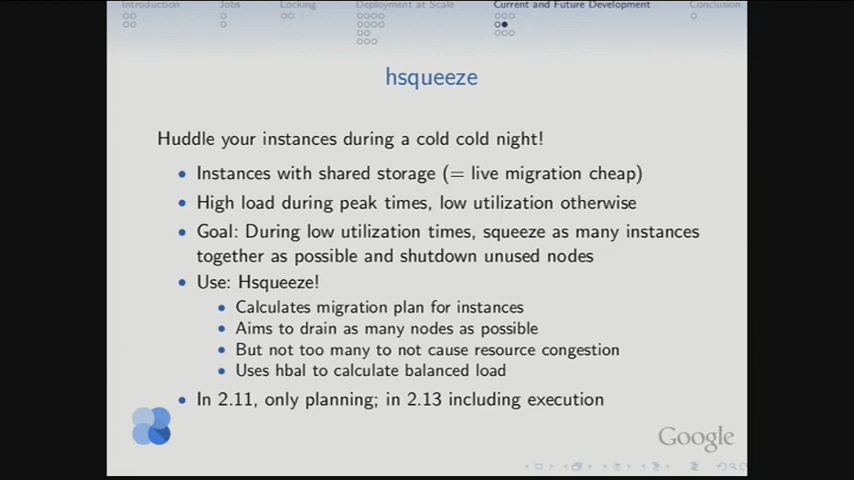 Introduction Jobs Locking Deployment at Scale Current and Future Development Conclusion
hsqueeze
Huddle your instances during a cold cold night!
Instances with shared storage (= live migration cheap)
High load during peak times, low utilization otherwise
Goal: During low utilization times, squeeze as many instances
together as possible and shutdown unused nodes
Use: Hsqueeze!
Calculates migration plan for instances
Aims to drain as many nodes as possible
But not too many to not cause resource congestion
Uses hbal to calculate balanced load
In 2.11, only planning; in 2.13 including execution
Google